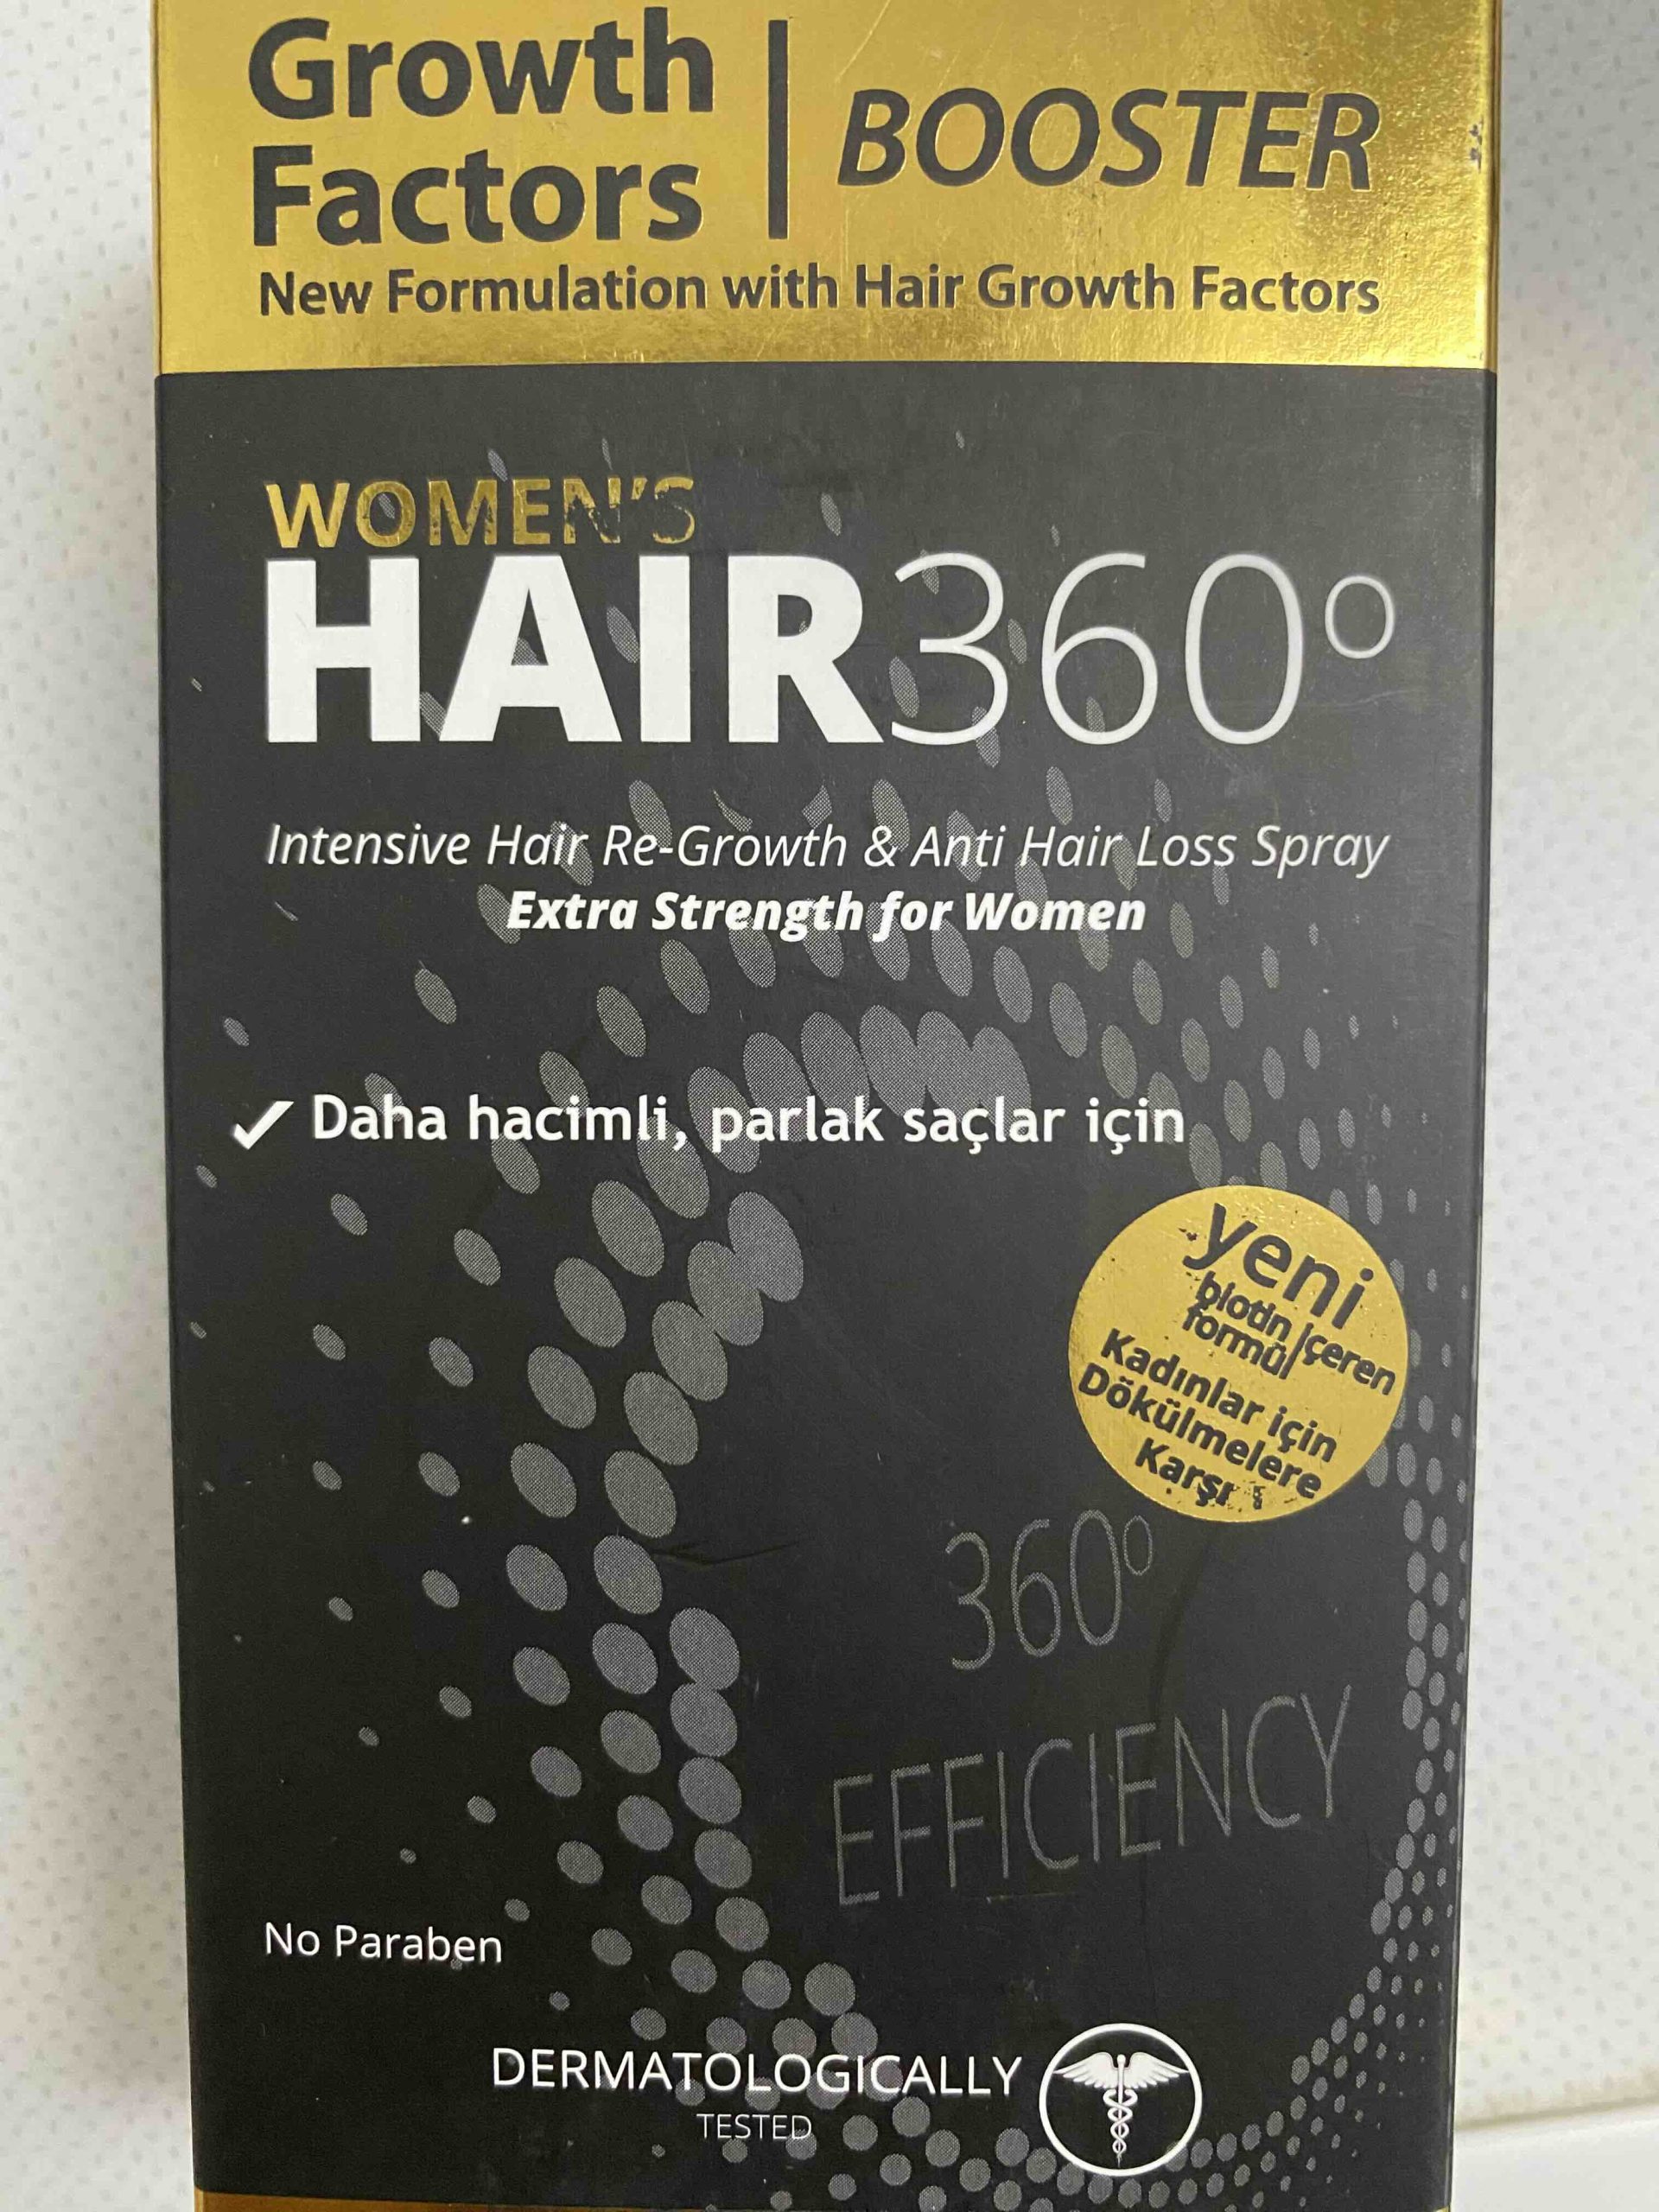 Growth
Factors
BOOSTER
New Formulation with Hair Growth Factors
WOMEN'S
HAIR360°
Intensive Hair Re-Growth & Anti Hair Loss Spray
Extra Strength for Women
Daha hacimli, parlak saçlar için
yeni
biotin içeren
formül
Kadınlar için
Dökülmelere
Karşı
360°
EFFICIENCY
No Paraben
DERMATOLOGICALLY
TESTED